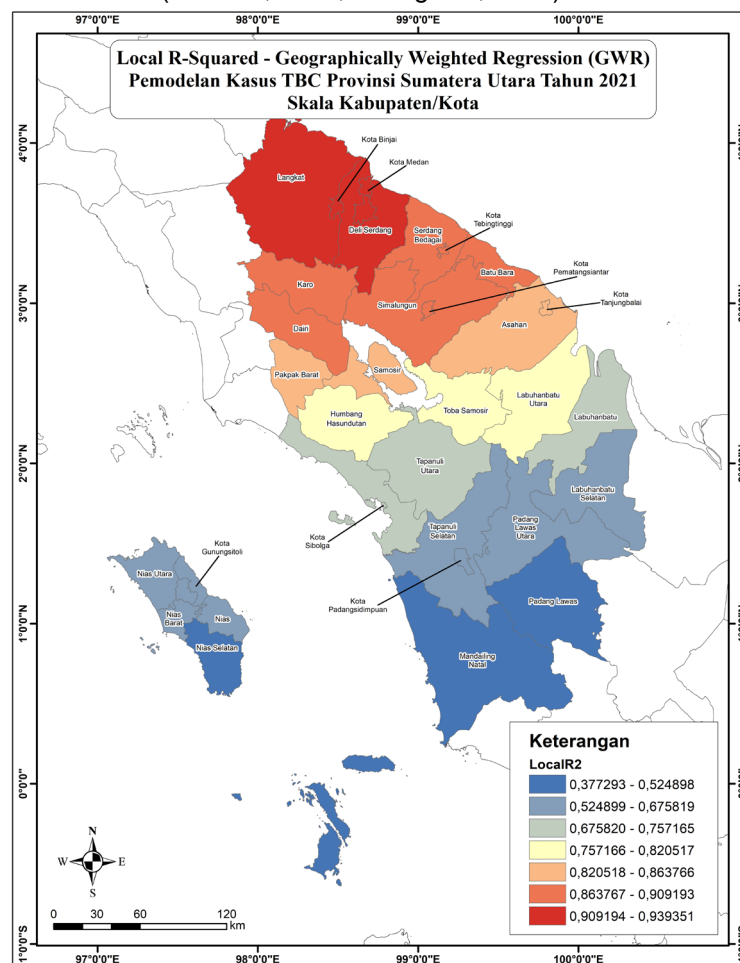 97°0'0"E 98°0'0"E 99°0'0"E 100°0'0"E
Local R-Squared - Geographically Weighted Regression (GWR)
Pemodelan Kasus TBC Provinsi Sumatera Utara Tahun 2021
Skala Kabupaten/Kota
4°0'0"N
3°0'0"N
2°0'0"N
1°0'0"N
0°0'0"
1°0'0"S
Kota Binjai
Kota Medan
Langkat
Deli Serdang
Serdang
Bedagai
Kota
Tebingtinggi
Batu Bara
Kota
Pematangsiantar
Karo
Simalungun
Kota
Tanjungbalai
Dairi
Asahan
Pakpak Barat
Samosir
Humbang
Hasundutan
Toba Samosir
Labuhanbatu
Utara
Labuhanbatu
Tapanuli
Utara
Labuhanbatu
Selatan
Kota
Sibolga
Tapanuli
Selatan
Padang
Lawas
Utara
Kota
Gunungsitoli
Nias Utara
Nias
Barat
Nias
Nias Selatan
Kota
Padangsidimpuan
Padang Lawas
Mandailing
Natal
Keterangan
LocalR2
0,377293 - 0,524898
0,524899 - 0,675819
0,675820 - 0,757165
0,757166 - 0,820517
0,820518 - 0,863766
0,863767 - 0,909193
0,909194 - 0,939351
N
W E
S
0 30 60 120
km
97°0'0"E 98°0'0"E 99°0'0"E 100°0'0"E